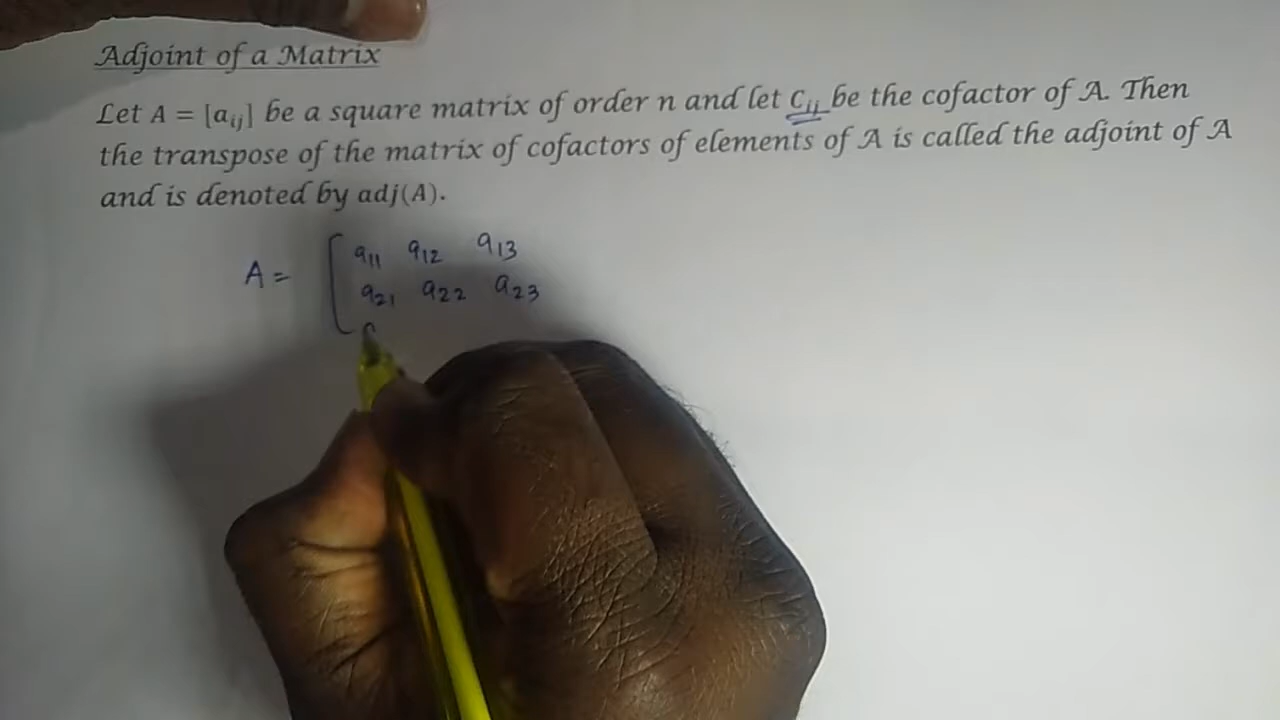 Adjoint of a Matrix
Let A = [aij] be a square matrix of order n and let Cij be the cofactor of A. Then
the transpose of the matrix of cofactors of elements of A is called the adjoint of A
and is denoted by adj(A).
A = [ a11 a12 a13
a21 a22 a23